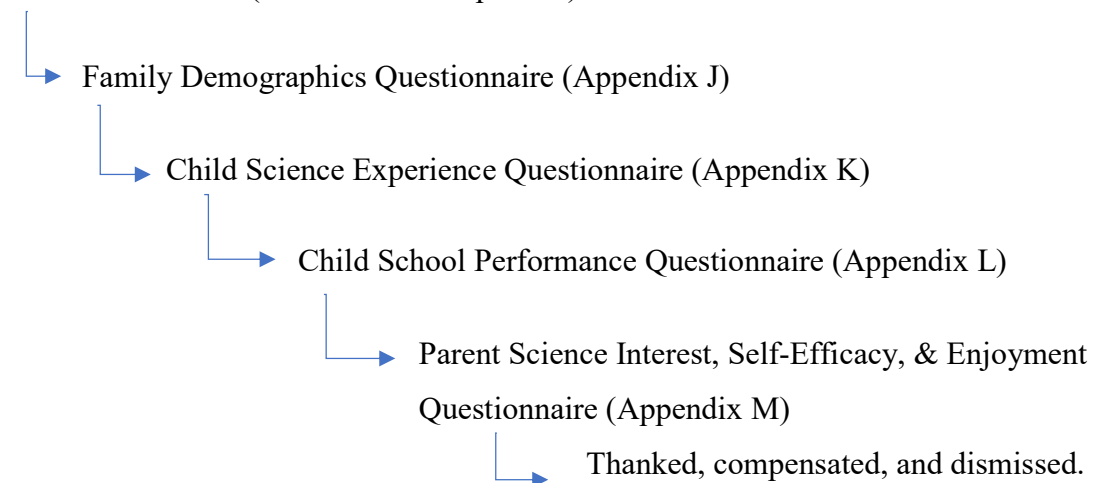 Family Demographics Questionnaire (Appendix J)
Child Science Experience Questionnaire (Appendix K)
Child School Performance Questionnaire (Appendix L)
Parent Science Interest, Self-Efficacy, & Enjoyment
Questionnaire (Appendix M)
Thanked, compensated, and dismissed.